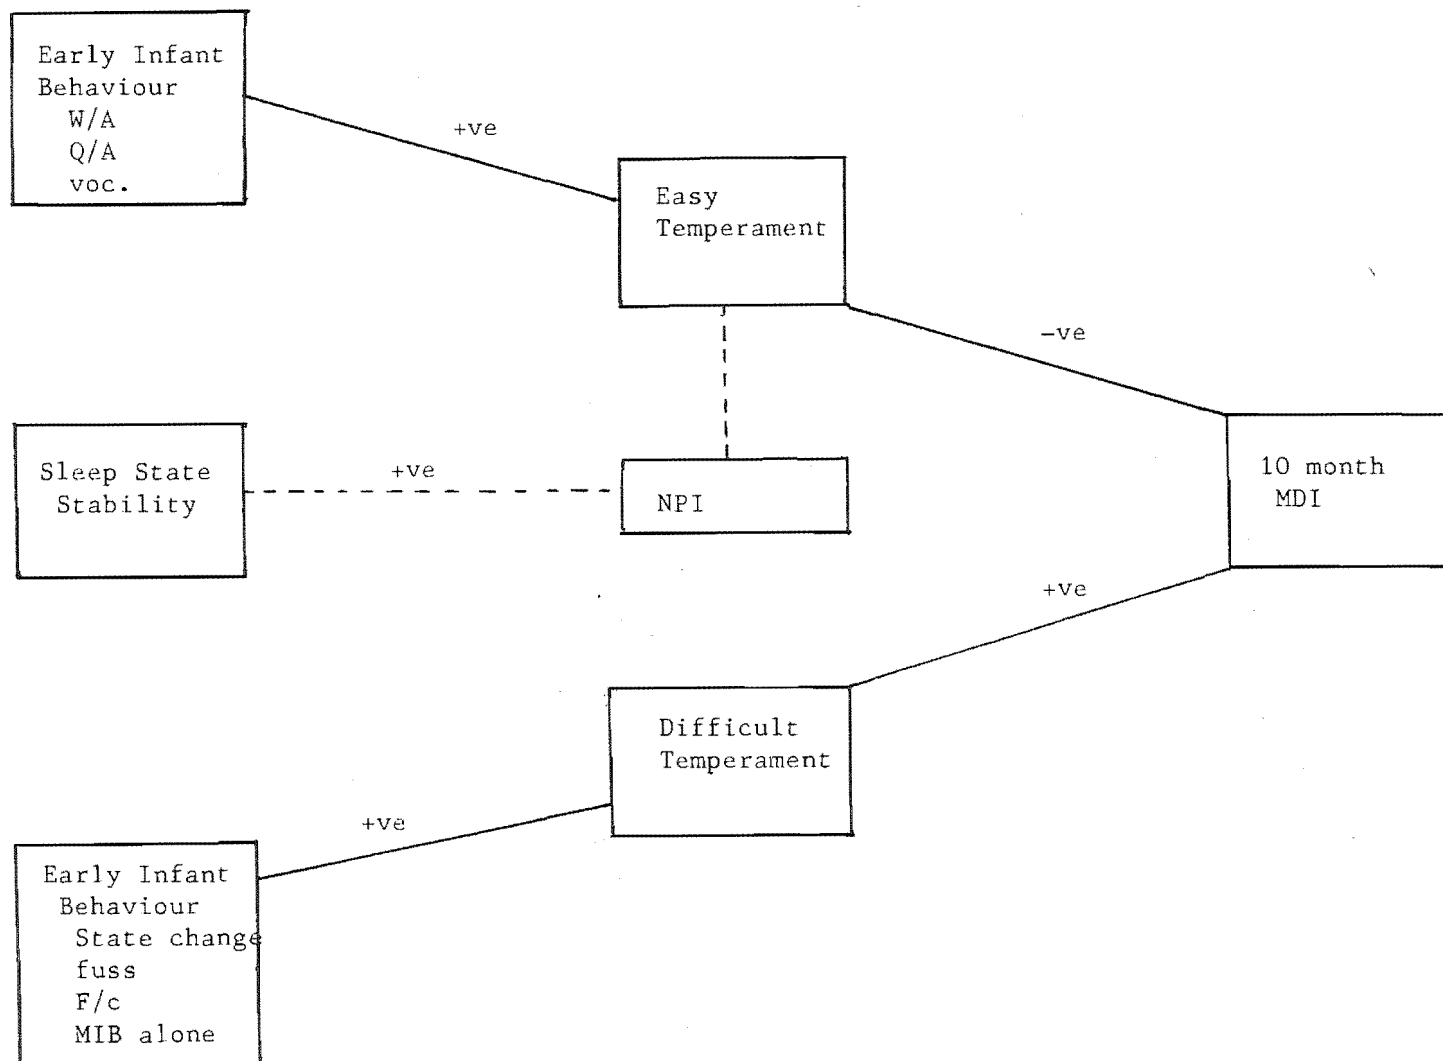 Early Infant
Behaviour
W/A
Q/A
voc.
+ve
Easy
Temperament
-ve
Sleep State
Stability
+ve
NPI
10 month
MDI
+ve
Difficult
Temperament
+ve
Early Infant
Behaviour
State change
fuss
F/c
MIB alone